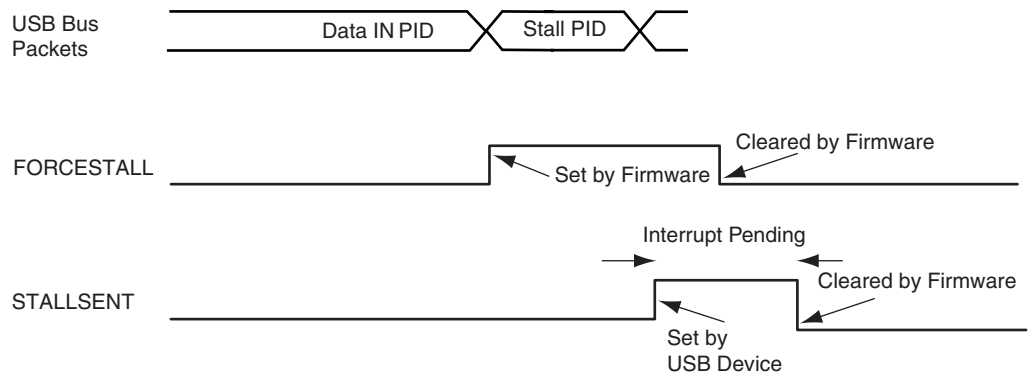 USB Bus
Packets
Data IN PID
Stall PID
FORCESTALL
Set by Firmware
Cleared by Firmware
Interrupt Pending
STALLSENT
Cleared by Firmware
Set by
USB Device